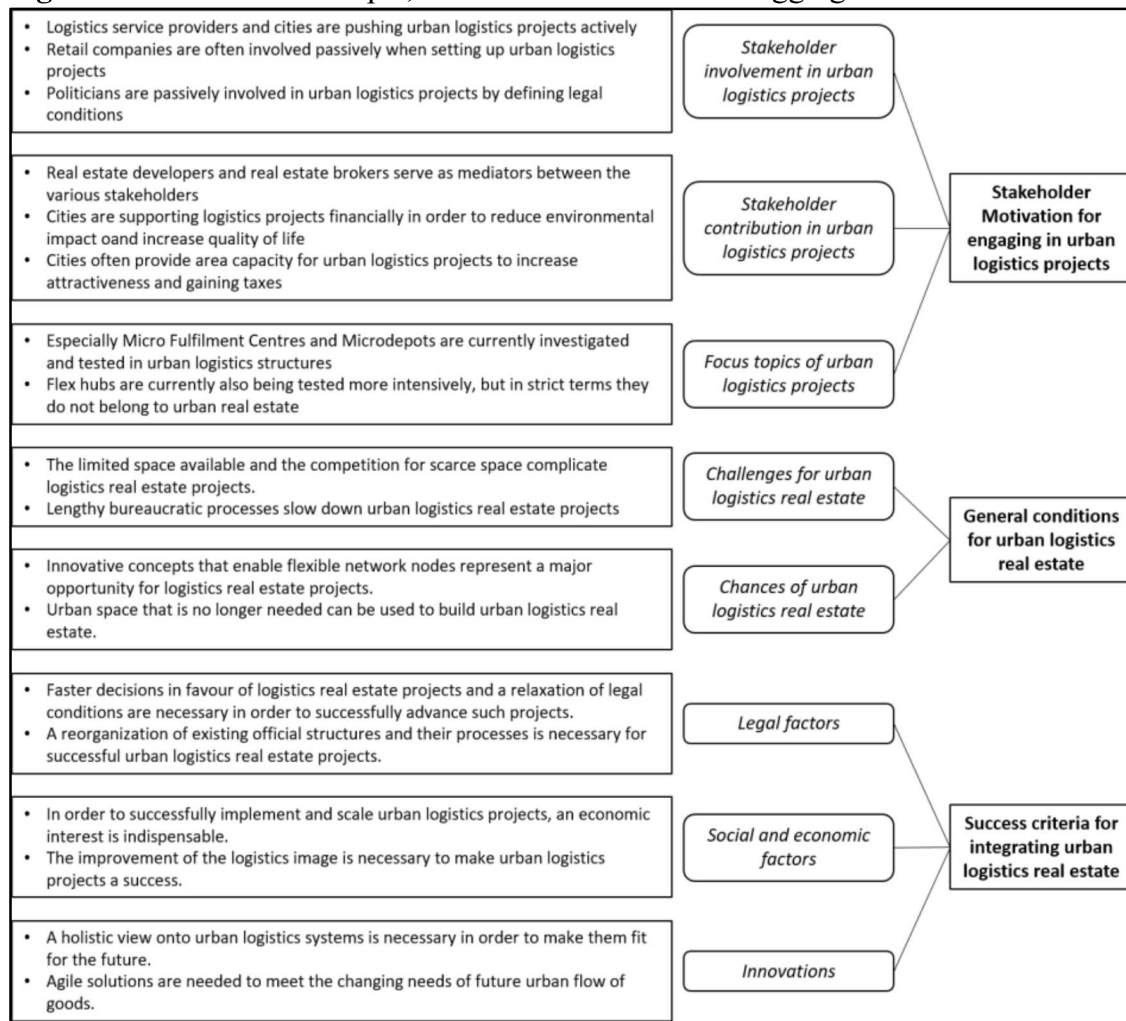 • Logistics service providers and cities are pushing urban logistics projects actively
• Retail companies are often involved passively when setting up urban logistics
projects
• Politicians are passively involved in urban logistics projects by defining legal
conditions
Stakeholder
involvement in urban
logistics projects
• Real estate developers and real estate brokers serve as mediators between the
various stakeholders
• Cities are supporting logistics projects financially in order to reduce environmental
impact oand increase quality of life
• Cities often provide area capacity for urban logistics projects to increase
attractiveness and gaining taxes
Stakeholder
contribution in urban
logistics projects
• Especially Micro Fulfilment Centres and Microdepots are currently investigated
and tested in urban logistics structures
• Flex hubs are currently also being tested more intensively, but in strict terms they
do not belong to urban real estate
Focus topics of urban
logistics projects
Stakeholder
Motivation for
engaging in urban
logistics projects
• The limited space available and the competition for scarce space complicate
logistics real estate projects.
• Lengthy bureaucratic processes slow down urban logistics real estate projects
Challenges for urban
logistics real estate
• Innovative concepts that enable flexible network nodes represent a major
opportunity for logistics real estate projects.
• Urban space that is no longer needed can be used to build urban logistics real
estate.
Chances of urban
logistics real estate
General conditions
for urban logistics
real estate
• Faster decisions in favour of logistics real estate projects and a relaxation of legal
conditions are necessary in order to successfully advance such projects.
• A reorganization of existing official structures and their processes is necessary for
successful urban logistics real estate projects.
Legal factors
• In order to successfully implement and scale urban logistics projects, an economic
interest is indispensable.
• The improvement of the logistics image is necessary to make urban logistics
projects a success.
Social and economic
factors
• A holistic view onto urban logistics systems is necessary in order to make them fit
for the future.
• Agile solutions are needed to meet the changing needs of future urban flow of
goods.
Innovations
Success criteria for
integrating urban
logistics real estate